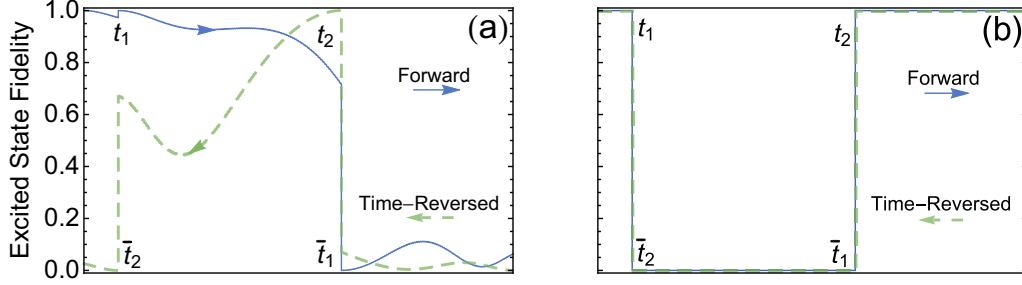 Excited State Fidelity
1.0
0.8
0.6
0.4
0.2
0.0
(a)
t₁
t₂
Forward
Time−Reversed
t̄₂
t̄₁
(b)
t₁
t₂
Forward
Time−Reversed
t̄₂
t̄₁